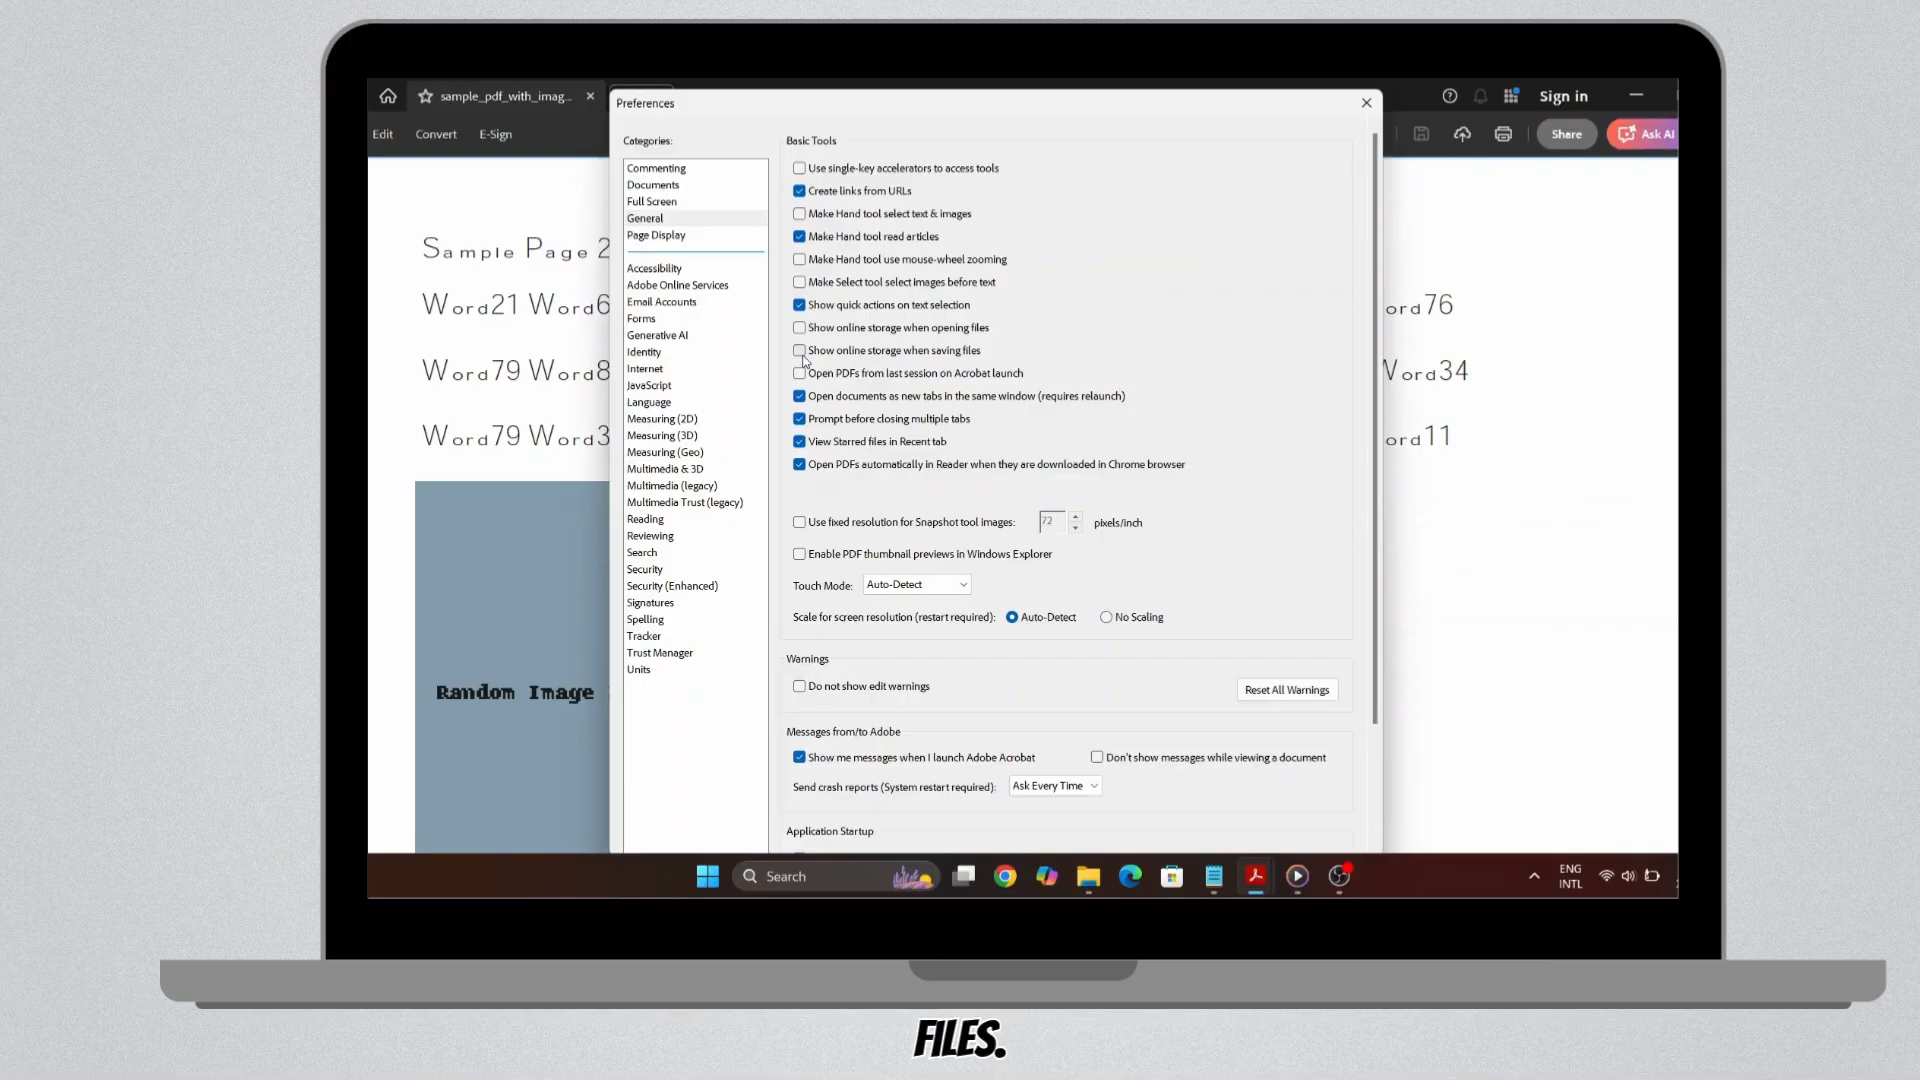 sample_pdf_with_imag...
Sign in
Edit
Convert
E-Sign
Share
Ask AI
Preferences
Categories:
Commenting
Documents
Full Screen
General
Page Display
Accessibility
Adobe Online Services
Email Accounts
Forms
Generative AI
Identity
Internet
JavaScript
Language
Measuring (2D)
Measuring (3D)
Measuring (Geo)
Multimedia & 3D
Multimedia (legacy)
Multimedia Trust (legacy)
Reading
Reviewing
Search
Security
Security (Enhanced)
Signatures
Spelling
Tracker
Trust Manager
Units
Basic Tools
Use single-key accelerators to access tools
Create links from URLs
Make Hand tool select text & images
Make Hand tool read articles
Make Hand tool use mouse-wheel zooming
Make Select tool select images before text
Show quick actions on text selection
Show online storage when opening files
Show online storage when saving files
Open PDFs from last session on Acrobat launch
Open documents as new tabs in the same window (requires relaunch)
Prompt before closing multiple tabs
View Starred files in Recent tab
Open PDFs automatically in Reader when they are downloaded in Chrome browser
Use fixed resolution for Snapshot tool images: 72 pixels/inch
Enable PDF thumbnail previews in Windows Explorer
Touch Mode: Auto-Detect
Scale for screen resolution (restart required): Auto-Detect No Scaling
Warnings
Do not show edit warnings
Reset All Warnings
Messages from/to Adobe
Show me messages when I launch Adobe Acrobat
Don't show messages while viewing a document
Send crash reports (System restart required): Ask Every Time
Application Startup
Sample Page 2
Word21 Word6
ord76
Word79 Word8
Word34
Word79 Word3
ord11
Random Image
Search
ENG
INTL
FILES.